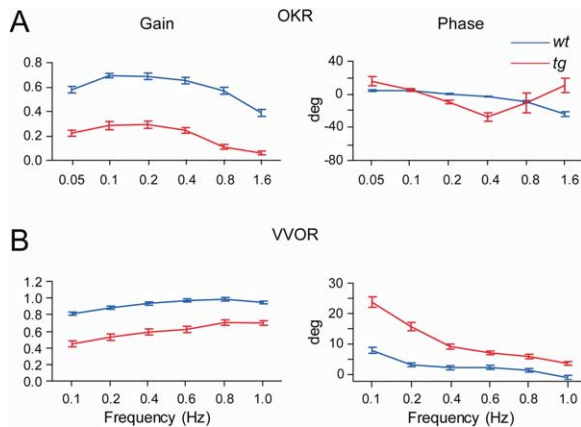 A
Gain
OKR
Phase
0.8
0.6
0.4
0.2
0.0
0.05 0.1 0.2 0.4 0.8 1.6
deg
40
0
-40
-80
0.05 0.1 0.2 0.4 0.8 1.6
wt
tg
B
VVOR
1.2
1.0
0.8
0.6
0.4
0.2
0.0
0.1 0.2 0.4 0.6 0.8 1.0
Frequency (Hz)
deg
30
20
10
0
0.1 0.2 0.4 0.6 0.8 1.0
Frequency (Hz)